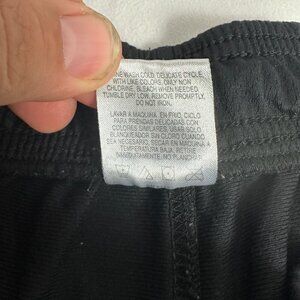 MACHINE WASH COLD, DELICATE CYCLE,
WITH LIKE COLORS, ONLY NON
CHLORINE, BLEACH WHEN NEEDED.
TUMBLE DRY LOW, REMOVE PROMPTLY,
DO NOT IRON.
LAVAR A MAQUINA, EN FRIO, CICLO
PARA PRENDAS DELICADAS CON
COLORES SIMILARES, USAR SOLO
BLANQUEADOR SIN CLORO CUANDO
SEA NECESARIO, SECAR EN MAQUINA A
TEMPERATURA BAJA, RETIRE
INMEDIATAMENTE, NO PLANCHAR.